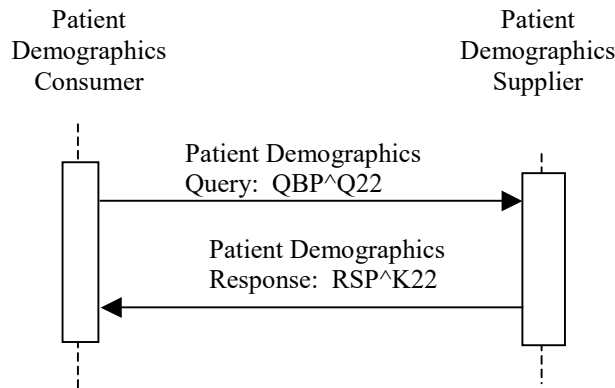 Patient
Demographics
Consumer
Patient
Demographics
Supplier
Patient Demographics
Query:  QBP^Q22
Patient Demographics
Response:  RSP^K22